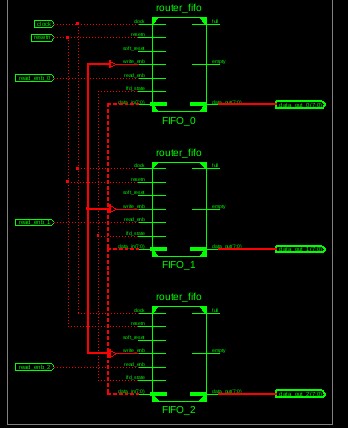 router_fifo
clock
clock
full
resetn
resetn
soft_reset
write_enb
empty
read_enb_0
read_enb
lfd_state
data_in(7:0)
data_out(7:0)
data_out_0(7:0)
FIFO_0
router_fifo
clock
full
resetn
soft_reset
write_enb
empty
read_enb_1
read_enb
lfd_state
data_in(7:0)
data_out(7:0)
data_out_1(7:0)
FIFO_1
router_fifo
clock
full
resetn
soft_reset
write_enb
empty
read_enb_2
read_enb
lfd_state
data_in(7:0)
data_out(7:0)
data_out_2(7:0)
FIFO_2